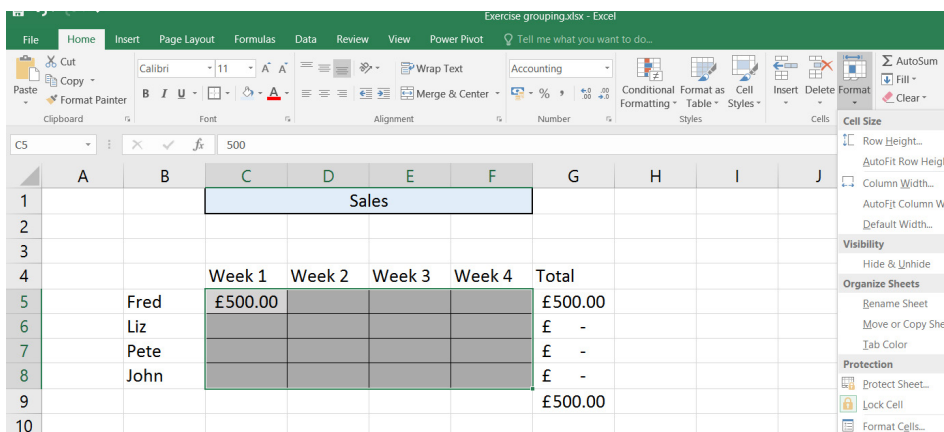 Exercise grouping.xlsx - Excel
File Home Insert Page Layout Formulas Data Review View Power Pivot Tell me what you want to do...
Cut
Copy
Paste
Format Painter
Clipboard
Calibri 11 A A
B I U A
Font
Wrap Text
Merge & Center
Alignment
Accounting
% , .00 .0
Number
Conditional Formatting
Format as Table
Cell Styles
Styles
Insert Delete Format
Cells
AutoSum
Fill
Clear
C5 fx 500
A B C D E F G H I J
1 Sales
2
3
4 Week 1 Week 2 Week 3 Week 4 Total
5 Fred £500.00 £500.00
6 Liz £ -
7 Pete £ -
8 John £ -
9 £500.00
10
Cell Size
Row Height...
AutoFit Row Heigh
Column Width...
AutoFit Column W
Default Width...
Visibility
Hide & Unhide
Organize Sheets
Rename Sheet
Move or Copy She
Tab Color
Protection
Protect Sheet...
Lock Cell
Format Cells...